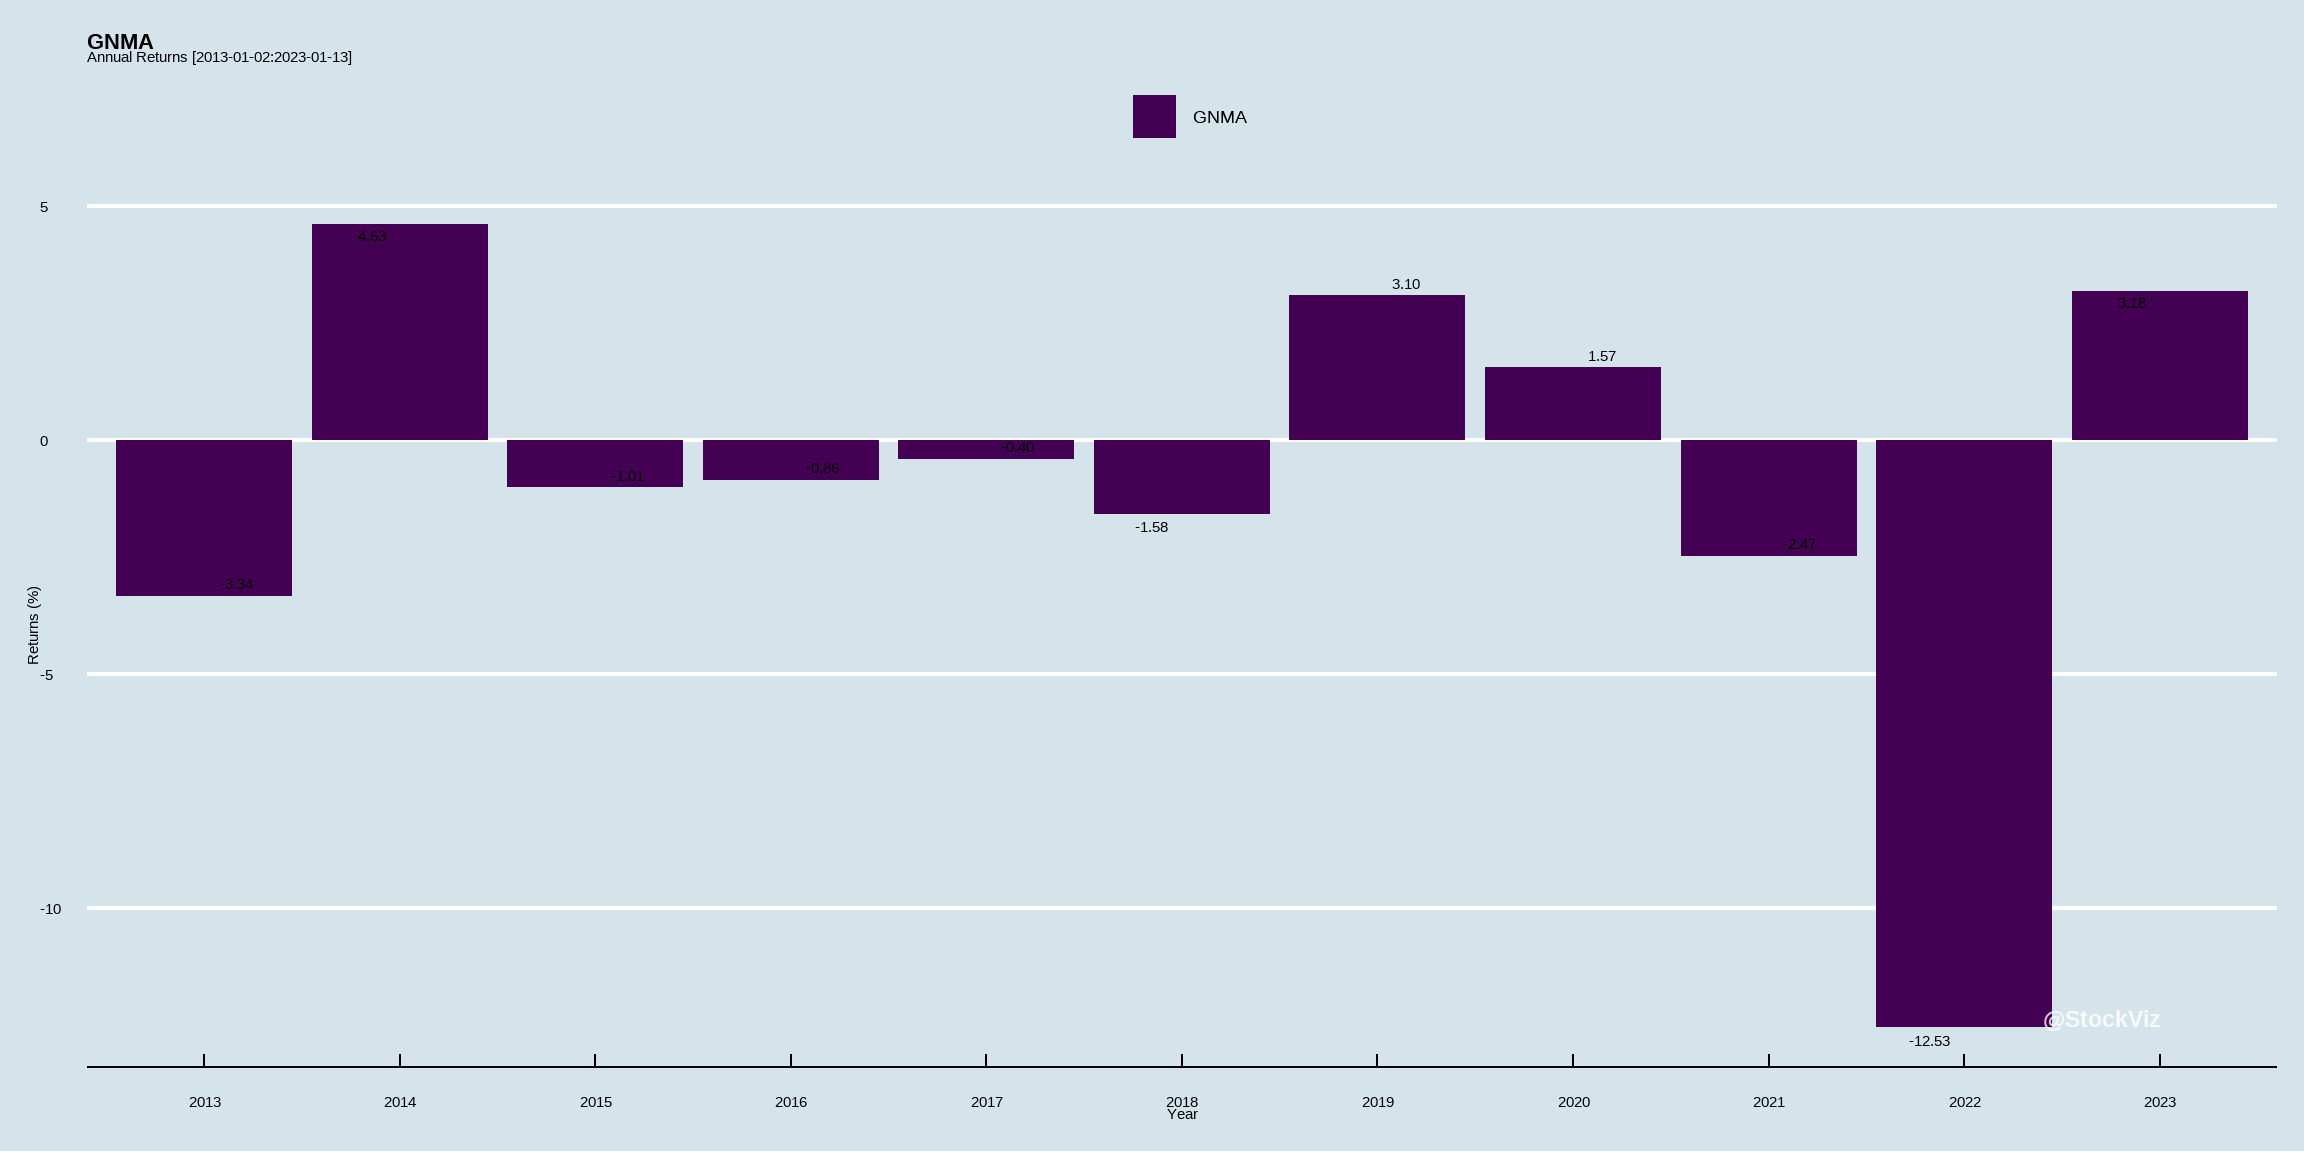 GNMA
Annual Returns [2013-01-02:2023-01-13]
GNMA
5
4.63
3.10
3.18
1.57
0
-0.40
-0.86
-1.01
-1.58
-2.47
-3.34
Returns (%)
-5
-10
@StockViz
-12.53
2013 2014 2015 2016 2017 2018 2019 2020 2021 2022 2023
Year